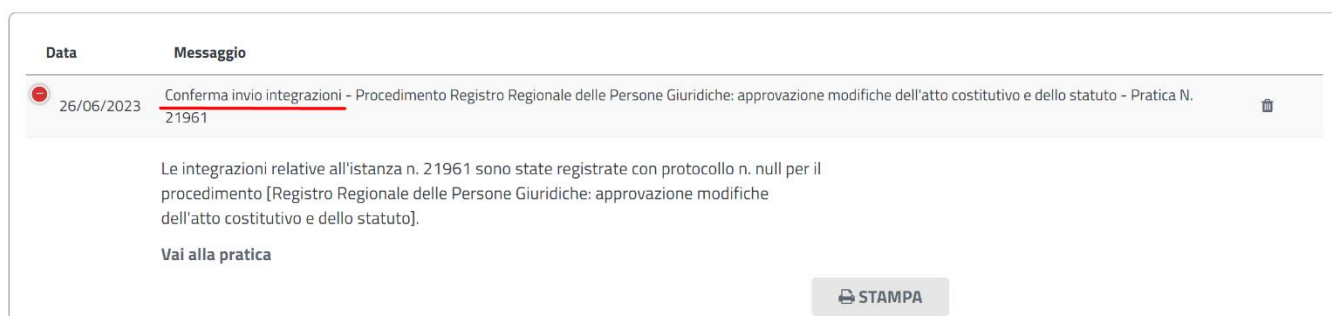 Data Messaggio
26/06/2023 Conferma invio integrazioni - Procedimento Registro Regionale delle Persone Giuridiche: approvazione modifiche dell'atto costitutivo e dello statuto - Pratica N.
21961
Le integrazioni relative all'istanza n. 21961 sono state registrate con protocollo n. null per il
procedimento [Registro Regionale delle Persone Giuridiche: approvazione modifiche
dell'atto costitutivo e dello statuto].
Vai alla pratica
STAMPA